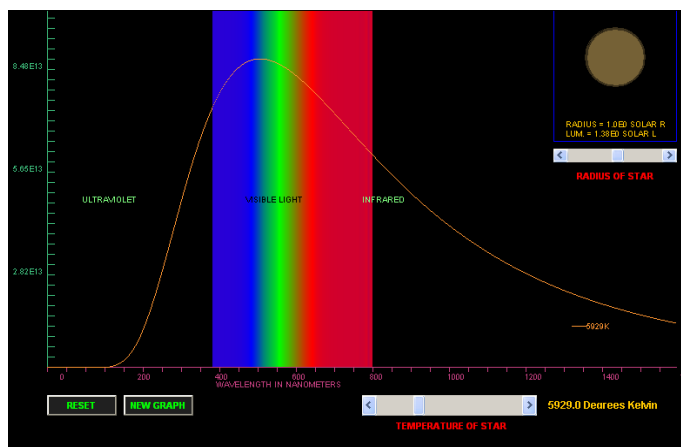 8.48E13
RADIUS = 1.0E0 SOLAR R
LUM. = 1.38E0 SOLAR L
5.65E13
RADIUS OF STAR
ULTRAVIOLET
VISIBLE LIGHT
INFRARED
2.82E13
5929K
0 200 400 600 800 1000 1200 1400
WAVELENGTH IN NANOMETERS
RESET
NEW GRAPH
5929.0 Degrees Kelvin
TEMPERATURE OF STAR